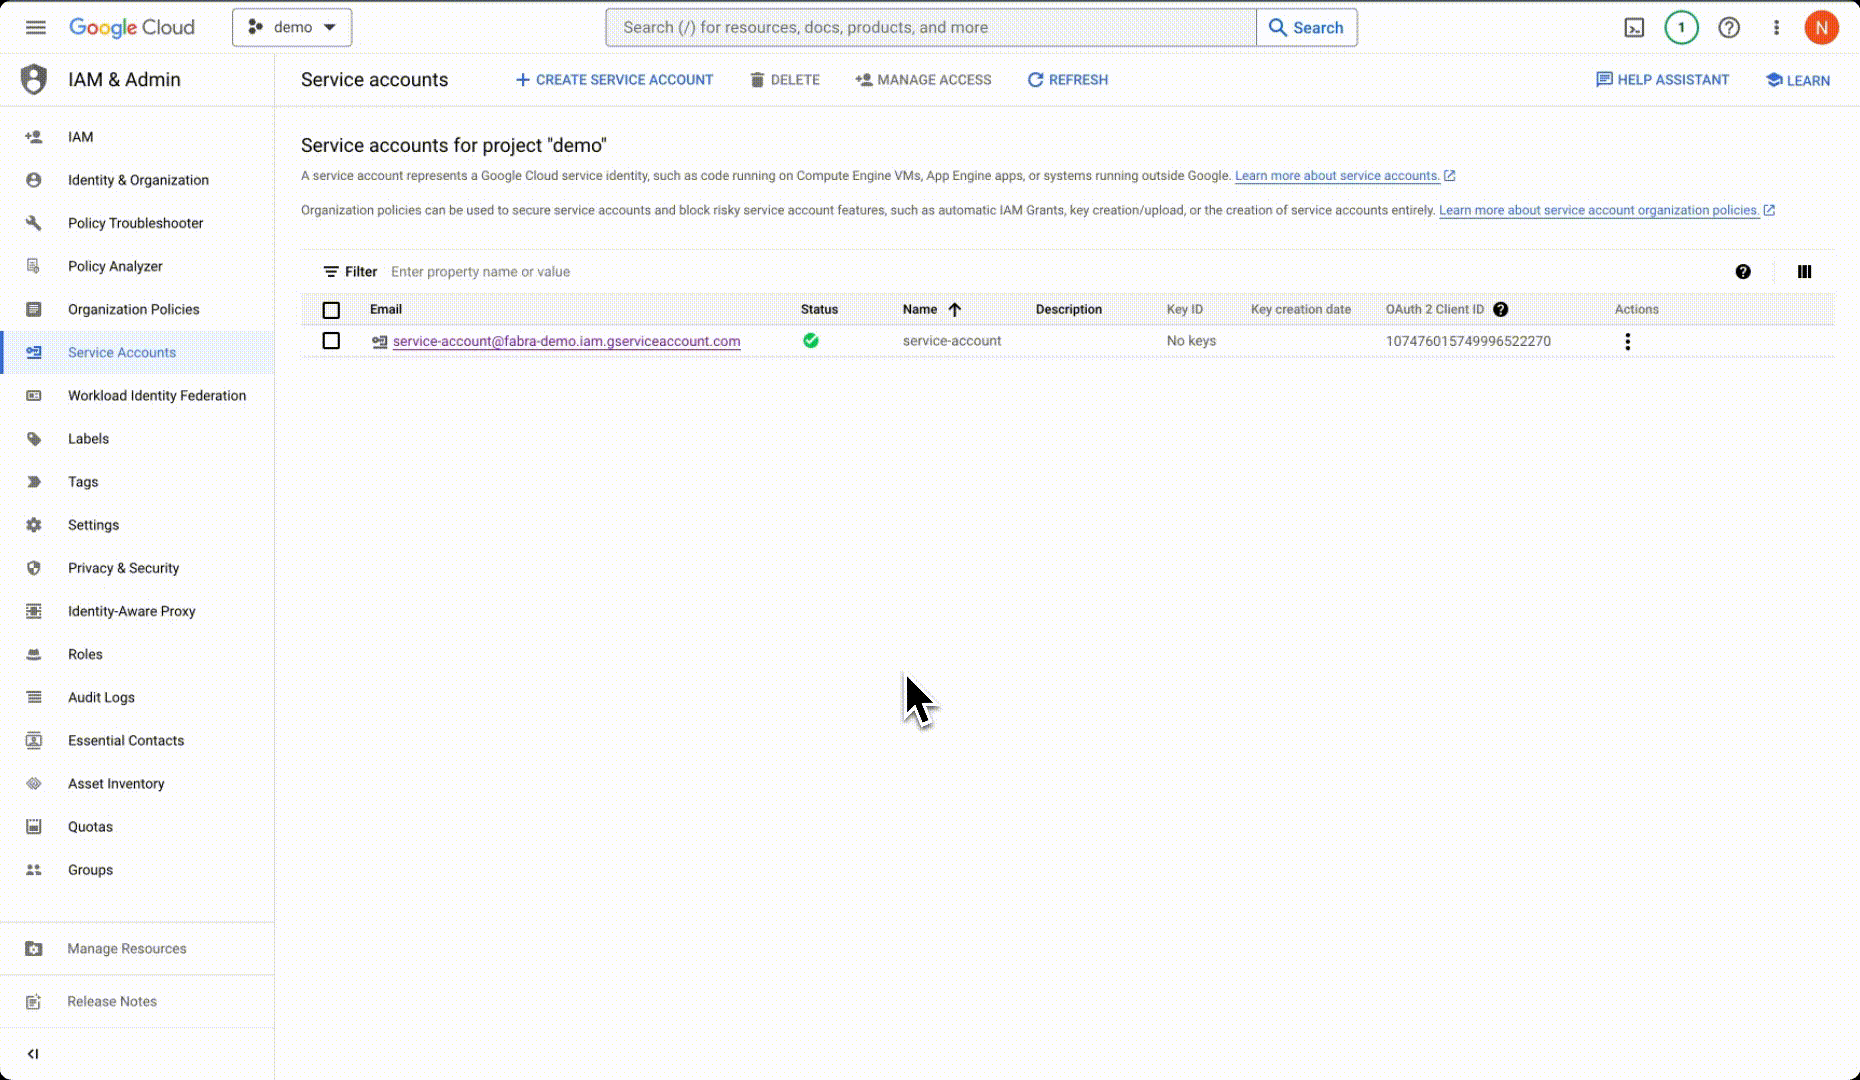 Google Cloud
demo
Search (/) for resources, docs, products, and more
Search
1
N
IAM & Admin
Service accounts
CREATE SERVICE ACCOUNT
DELETE
MANAGE ACCESS
REFRESH
HELP ASSISTANT
LEARN
IAM
Identity & Organization
Policy Troubleshooter
Policy Analyzer
Organization Policies
Service Accounts
Workload Identity Federation
Labels
Tags
Settings
Privacy & Security
Identity-Aware Proxy
Roles
Audit Logs
Essential Contacts
Asset Inventory
Quotas
Groups
Manage Resources
Release Notes
Service accounts for project "demo"
A service account represents a Google Cloud service identity, such as code running on Compute Engine VMs, App Engine apps, or systems running outside Google. Learn more about service accounts.
Organization policies can be used to secure service accounts and block risky service account features, such as automatic IAM Grants, key creation/upload, or the creation of service accounts entirely. Learn more about service account organization policies.
Filter Enter property name or value
Email Status Name Description Key ID Key creation date OAuth 2 Client ID Actions
service-account@fabra-demo.iam.gserviceaccount.com service-account No keys 107476015749996522270